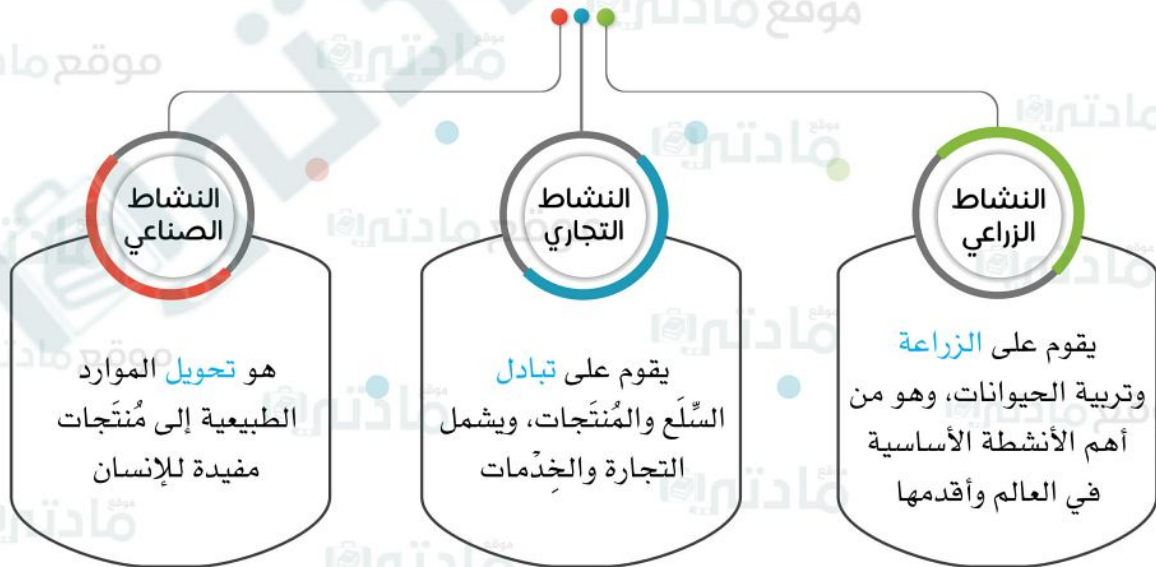 النشاط
الزراعي
يقوم على الزراعة
وتربية الحيوانات، وهو من
أهم الأنشطة الأساسية
في العالم وأقدمها
النشاط
التجاري
يقوم على تبادل
السِّلَع والمُنتَجات، ويشمل
التجارة والخِدْمات
النشاط
الصناعي
هو تحويل الموارد
الطبيعية إلى مُنتَجات
مفيدة للإنسان
موقع مادتي